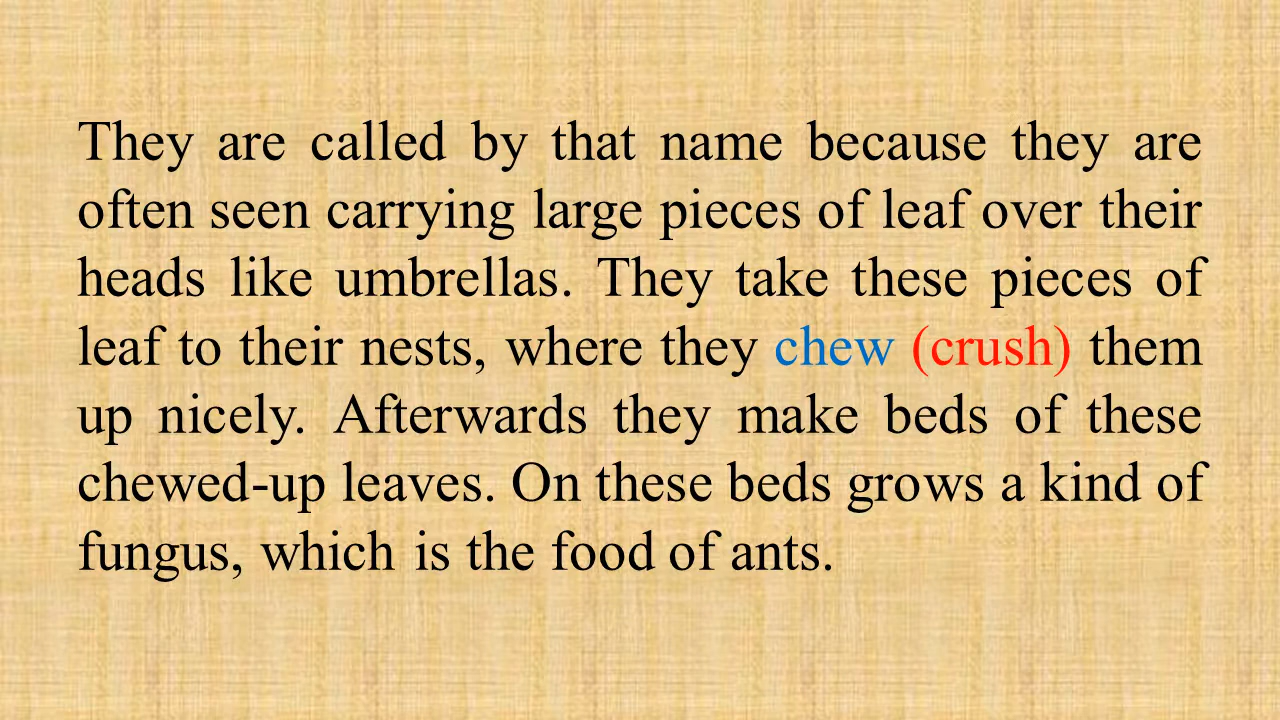 They are called by that name because they are
often seen carrying large pieces of leaf over their
heads like umbrellas. They take these pieces of
leaf to their nests, where they chew (crush) them
up nicely. Afterwards they make beds of these
chewed-up leaves. On these beds grows a kind of
fungus, which is the food of ants.